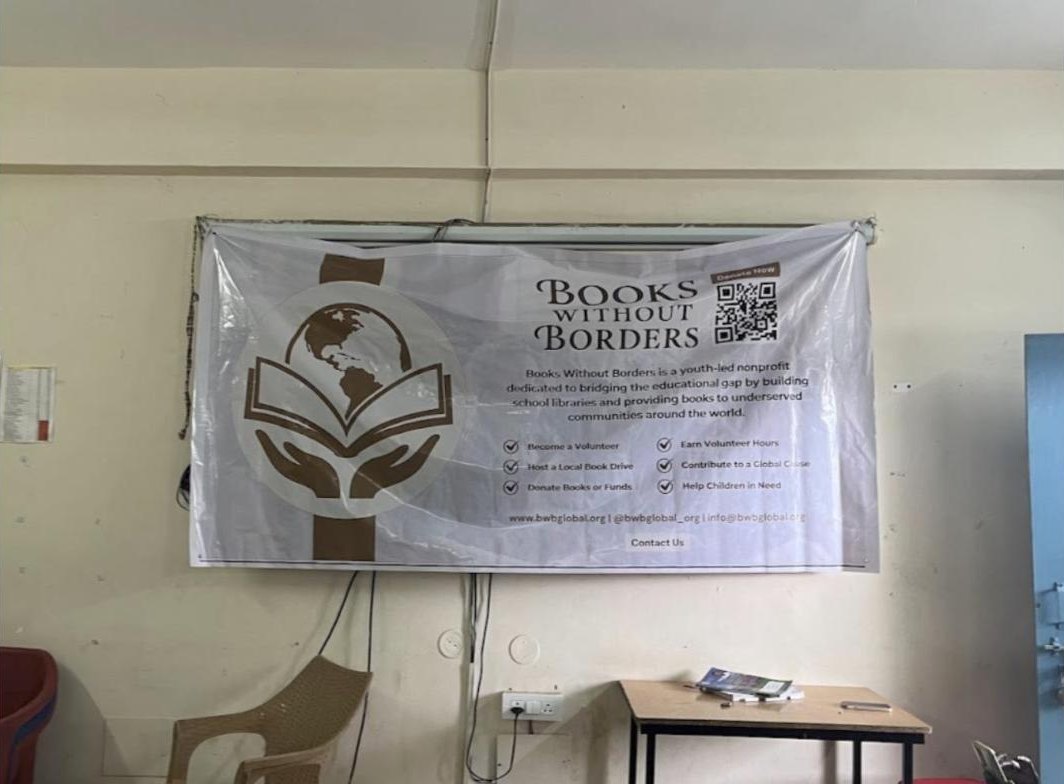 Donate Now
BOOKS
WITHOUT
BORDERS
Books Without Borders is a youth-led nonprofit
dedicated to bridging the educational gap by building
school libraries and providing books to underserved
communities around the world.
Become a Volunteer
Earn Volunteer Hours
Host a Local Book Drive
Contribute to a Global Cause
Donate Books or Funds
Help Children in Need
www.bwbglobal.org | @bwbglobal_org | info@bwbglobal.org
Contact Us